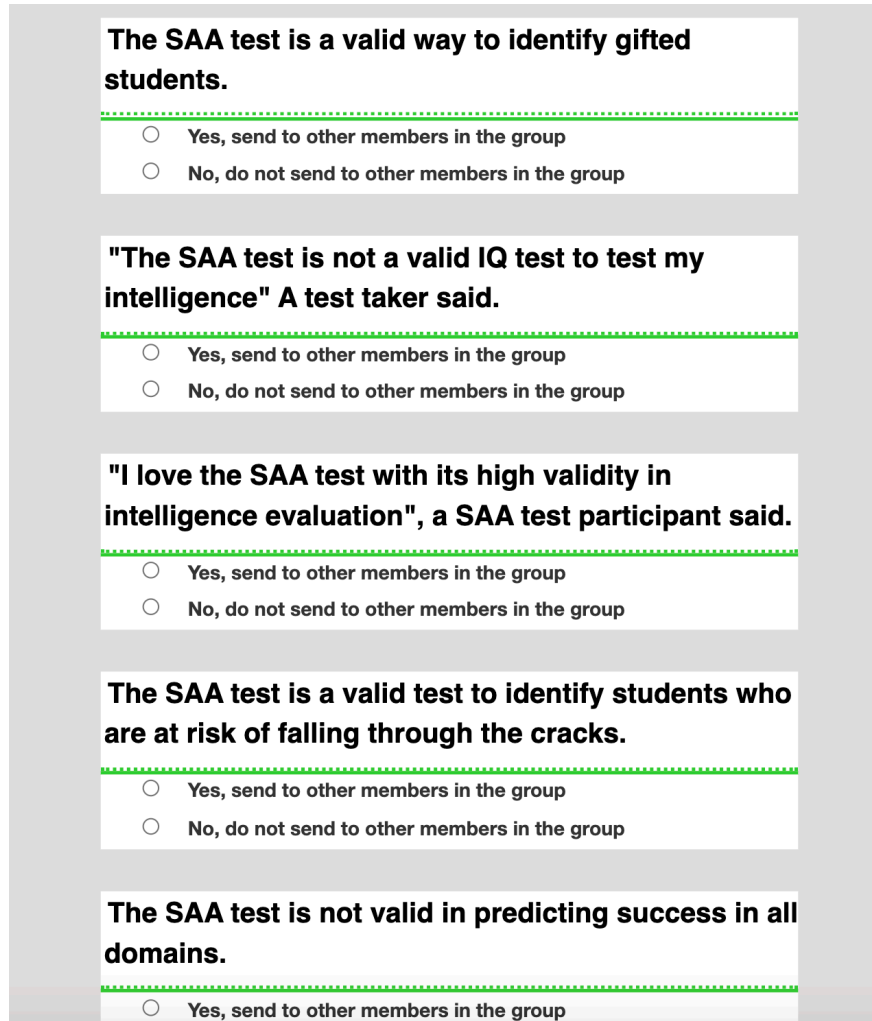 The SAA test is a valid way to identify gifted
students.
Yes, send to other members in the group
No, do not send to other members in the group
"The SAA test is not a valid IQ test to test my
intelligence" A test taker said.
Yes, send to other members in the group
No, do not send to other members in the group
"I love the SAA test with its high validity in
intelligence evaluation", a SAA test participant said.
Yes, send to other members in the group
No, do not send to other members in the group
The SAA test is a valid test to identify students who
are at risk of falling through the cracks.
Yes, send to other members in the group
No, do not send to other members in the group
The SAA test is not valid in predicting success in all
domains.
Yes, send to other members in the group